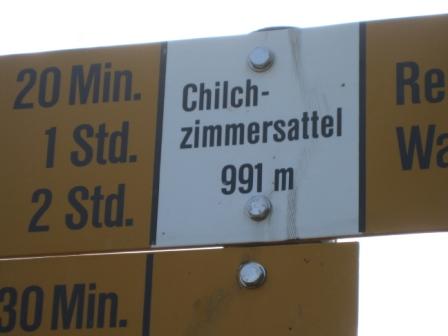 20 Min.
1 Std.
2 Std.
Chilch-
zimmersattel
991 m
Re
Wa
30 Min.